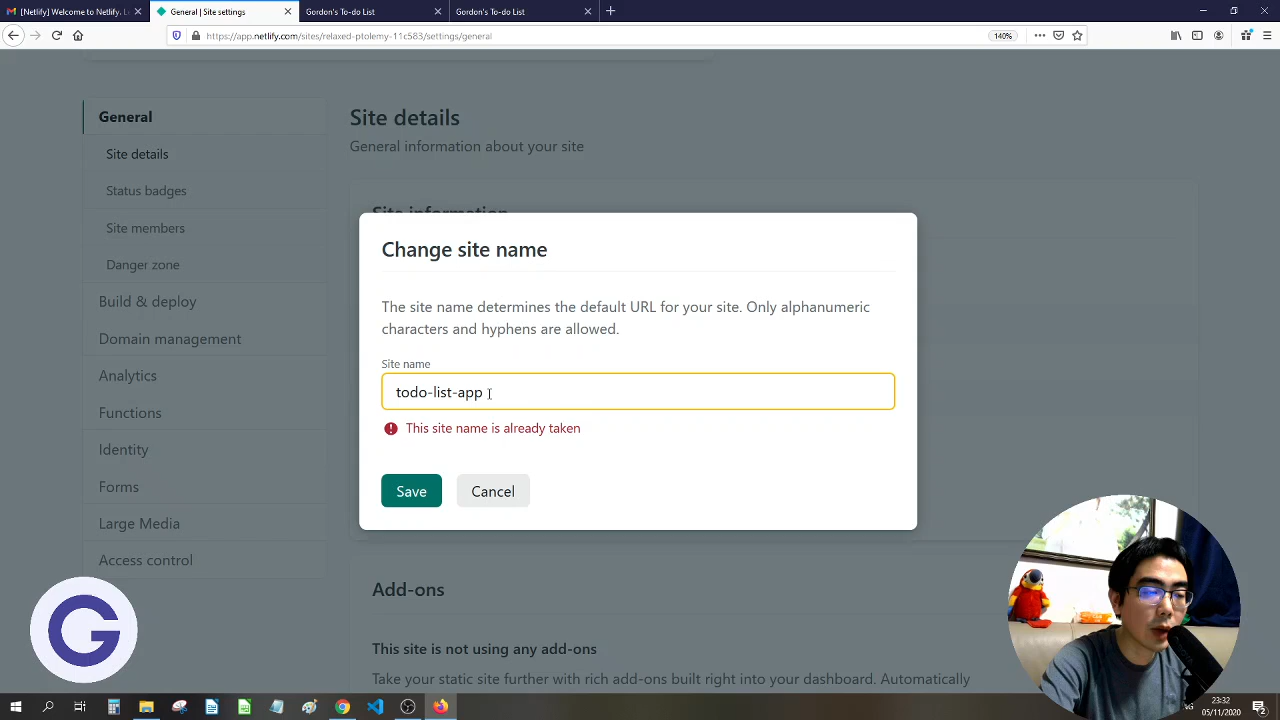 [Netlify] Welcome to Netlify. L
General | Site settings
Gordon's To-do List
Gordon's To-do List
https://app.netlify.com/sites/relaxed-ptolemy-11c583/settings/general
140%
General
Site details
Status badges
Site members
Danger zone
Build & deploy
Domain management
Analytics
Functions
Identity
Forms
Large Media
Access control
Site details
General information about your site
Site information
Change site name
The site name determines the default URL for your site. Only alphanumeric
characters and hyphens are allowed.
Site name
todo-list-app
This site name is already taken
Save
Cancel
Add-ons
This site is not using any add-ons
Take your static site further with rich add-ons built right into your dashboard. Automatically
G
23:32
05/11/2020